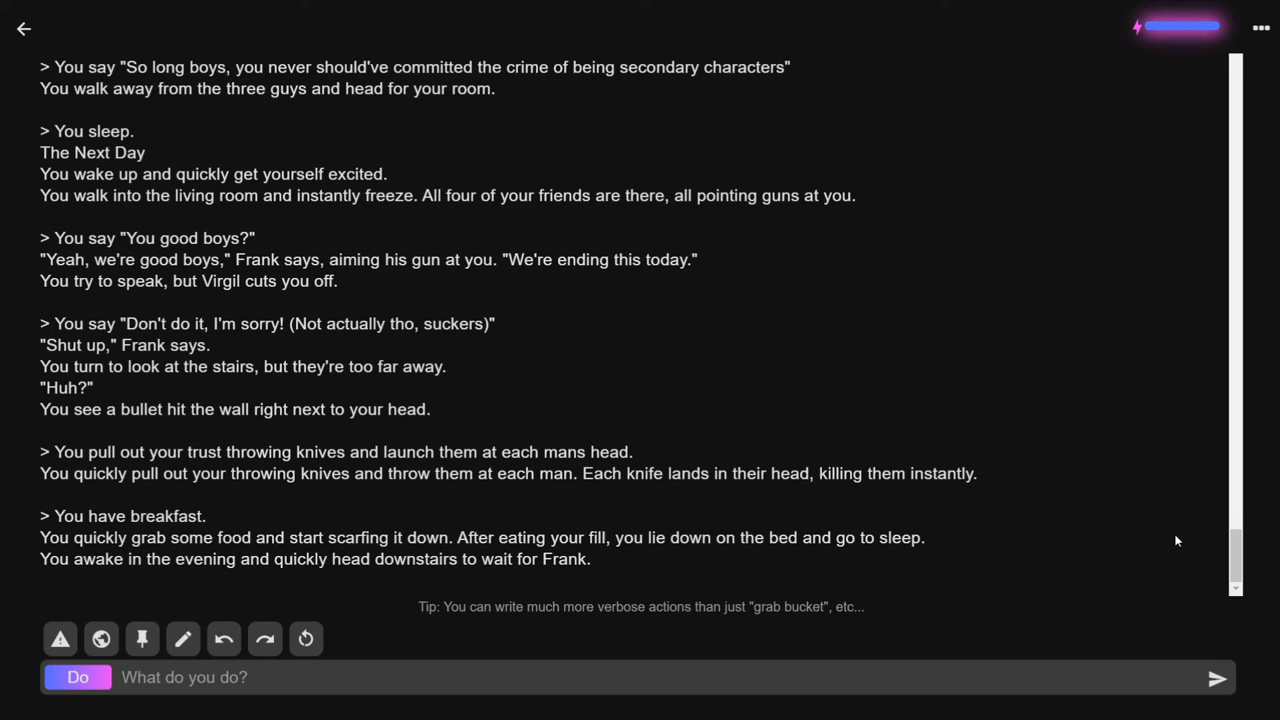 > You say "So long boys, you never should've committed the crime of being secondary characters"
You walk away from the three guys and head for your room.
> You sleep.
The Next Day
You wake up and quickly get yourself excited.
You walk into the living room and instantly freeze. All four of your friends are there, all pointing guns at you.
> You say "You good boys?"
"Yeah, we're good boys," Frank says, aiming his gun at you. "We're ending this today."
You try to speak, but Virgil cuts you off.
> You say "Don't do it, I'm sorry! (Not actually tho, suckers)"
"Shut up," Frank says.
You turn to look at the stairs, but they're too far away.
"Huh?"
You see a bullet hit the wall right next to your head.
> You pull out your trust throwing knives and launch them at each mans head.
You quickly pull out your throwing knives and throw them at each man. Each knife lands in their head, killing them instantly.
> You have breakfast.
You quickly grab some food and start scarfing it down. After eating your fill, you lie down on the bed and go to sleep.
You awake in the evening and quickly head downstairs to wait for Frank.
Tip: You can write much more verbose actions than just "grab bucket", etc...
Do What do you do?